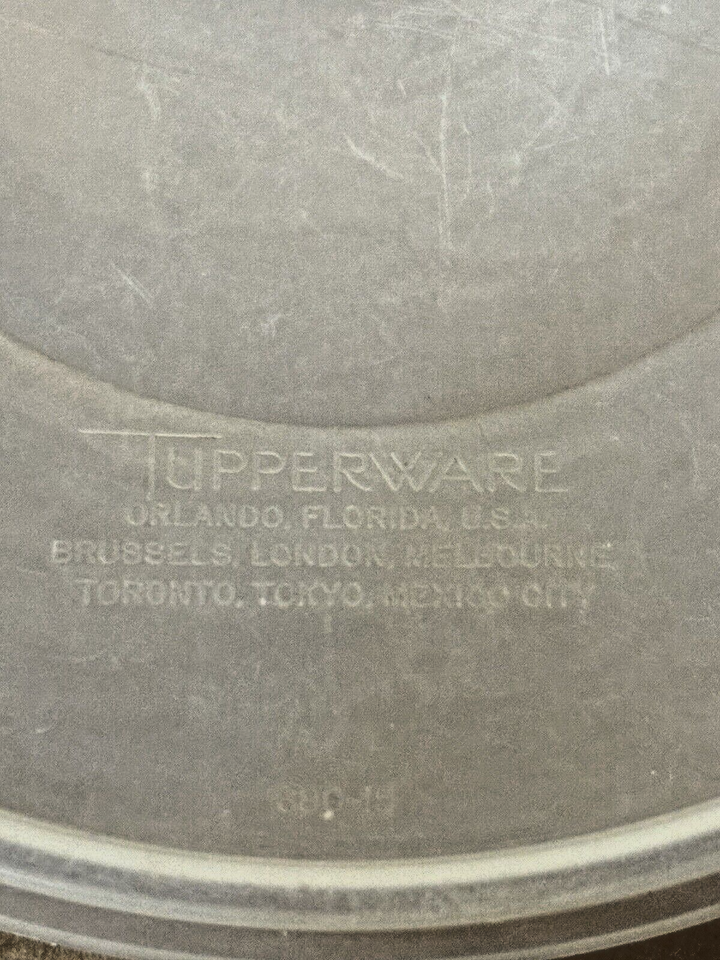 TUPPERWARE
ORLANDO, FLORIDA, U.S.A.
BRUSSELS, LONDON, MELBOURNE
TORONTO, TOKYO, MEXICO CITY